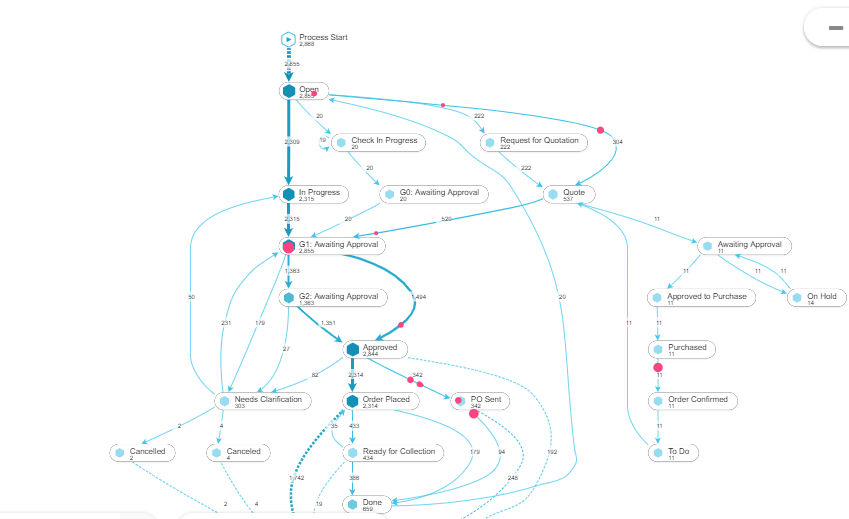 Process Start
2,868
2,855
Open
20
222
19
Check In Progress
20
Request for Quotation
222
2,309
304
20
222
In Progress
2,315
G0: Awaiting Approval
20
Quote
537
2,315
20
520
11
G1: Awaiting Approval
2,855
Awaiting Approval
11
1,363
11
11
11
G2: Awaiting Approval
1,363
1,494
Approved to Purchase
11
On Hold
14
50
20
231
179
1,351
11
11
27
Approved
2,844
Purchased
11
82
2,314
342
11
Needs Clarification
303
Order Placed
2,314
PO Sent
342
Order Confirmed
11
2
4
35
433
11
Cancelled
2
Canceled
4
Ready for Collection
434
179
94
192
To Do
11
1,742
386
248
2
4
19
Done
659